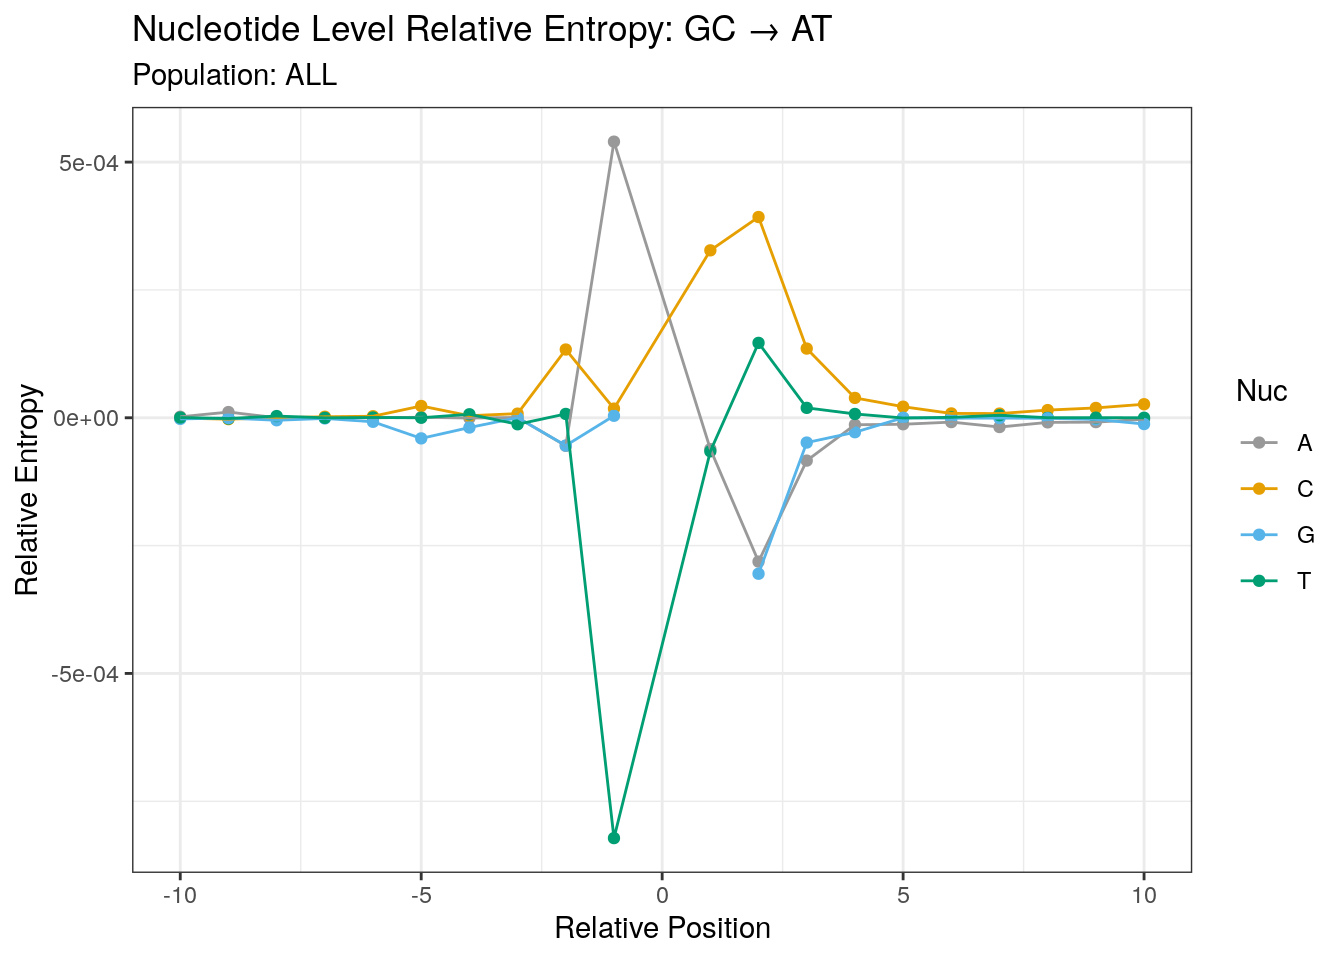 Nucleotide Level Relative Entropy: GC → AT
Population: ALL
Relative Entropy
5e-04
0e+00
-5e-04
-10
-5
0
5
10
Relative Position
Nuc
A
C
G
T